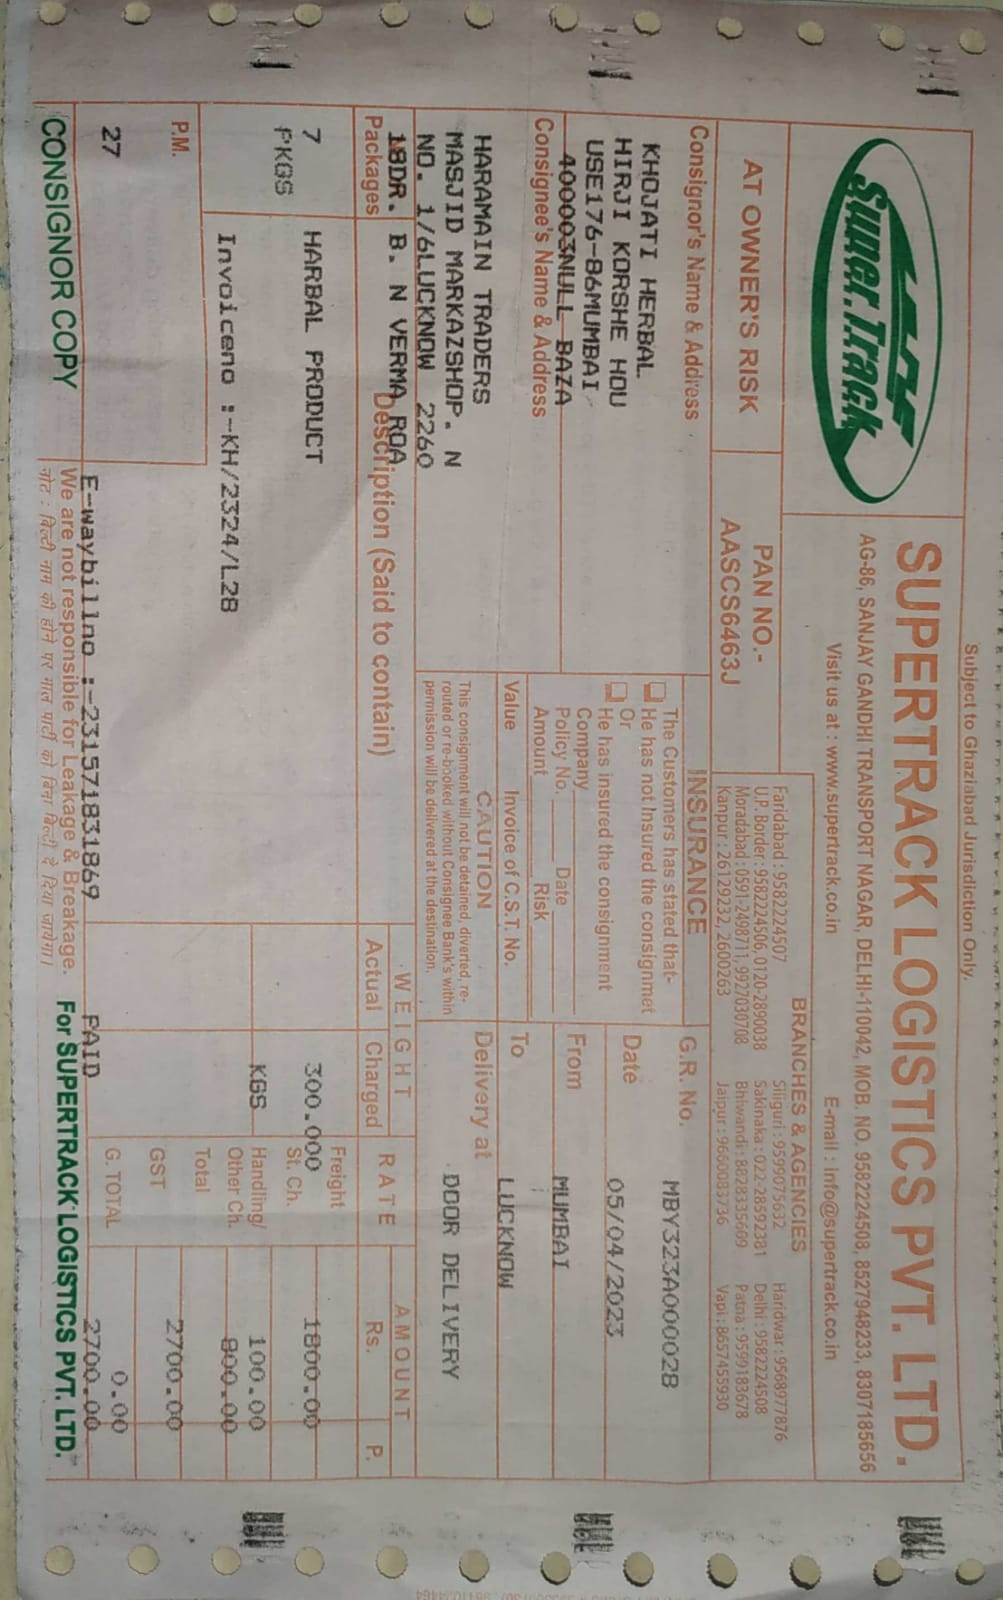 Subject to Ghaziabad Jurisdiction Only.
Super Track
SUPERTRACK LOGISTICS PVT. LTD.
AG-86, SANJAY GANDHI TRANSPORT NAGAR, DELHI-110042, MOB. NO. 9582224508, 8527948233, 8307185656
Visit us at : www.supertrack.co.in E-mail : info@supertrack.co.in
AT OWNER'S RISK
PAN NO.-
AASCS6463J
BRANCHES & AGENCIES
Faridabad : 9582224507 Siliguri : 9599075632 Haridwar : 9568977876
U.P. Border : 9582224506, 0120-2890038 Sakinaka : 022-28592381 Delhi : 9582224508
Moradabad : 0591-2498711, 9927030708 Bhiwandi : 8828335609 Patna : 9599183678
Kanpur : 26129232, 2600263 Jaipur : 9660083736 Vapi : 8657455930
Consignor's Name & Address
KHOJATI HERBAL
HIRJI KORSHE HOU
USE176-86MUMBAI
400003NULL BAZA
Consignee's Name & Address
HARAMAIN TRADERS
MASJID MARKAZSHOP. N
NO. 1/6LUCKNOW 2260
18DR. B. N VERMA ROA
INSURANCE
The Customers has stated that-
He has not Insured the consignmet
Or
He has insured the consignment
Company
Policy No. Date
Amount Risk
Value Invoice of C.S.T. No.
CAUTION
This consignment will not be detained, diverted, re-
routed or re-booked without Consignee Bank's within
permission will be delivered at the destination.
G.R. No. MBY323A000028
Date 05/04/2023
From MUMBAI
To LUCKNOW
Delivery at DOOR DELIVERY
Packages
Description (Said to contain)
WEIGHT
Actual Charged
RATE
AMOUNT
Rs. P.
7
PKGS
HARBAL PRODUCT
Invoiceno :-KH/2324/L28
300.000
KGS
Freight 1800.00
St. Ch.
Handling/ 100.00
Other Ch. 800.00
Total 2700.00
GST 0.00
G. TOTAL 2700.00
P.M.
27
E-waybillno :-231571831869 PAID
We are not responsible for Leakage & Breakage.
नोट : बिल्टी नाम की होने पर माल पार्टी को बिना बिल्टी दे दिया जायेगा।
CONSIGNOR COPY
For SUPERTRACK LOGISTICS PVT. LTD.